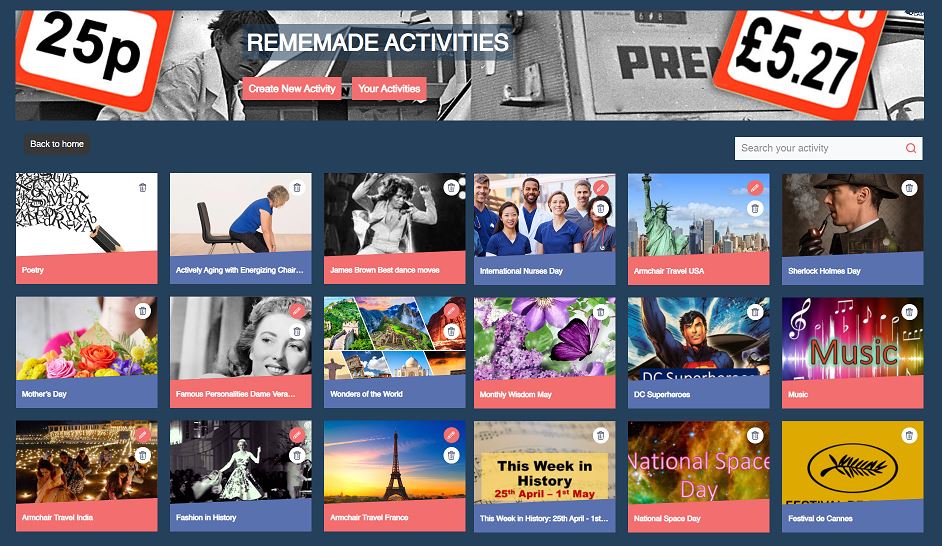 25p
REMEMADE ACTIVITIES
PRE
£5.27
Create New Activity
Your Activities
Back to home
Search your activity
Poetry
Actively Aging with Energizing Chair...
James Brown Best dance moves
International Nurses Day
Armchair Travel USA
Sherlock Holmes Day
Mother's Day
Famous Personalities Dame Vera...
Wonders of the World
Monthly Wisdom May
DC Superheroes
DC Superheroes
Music
Music
Armchair Travel India
Fashion in History
Armchair Travel France
This Week in
History
25th April – 1st May
This Week in History: 25th April - 1st...
National Space
Day
National Space Day
FESTIVAL DE CANNES
Festival de Cannes